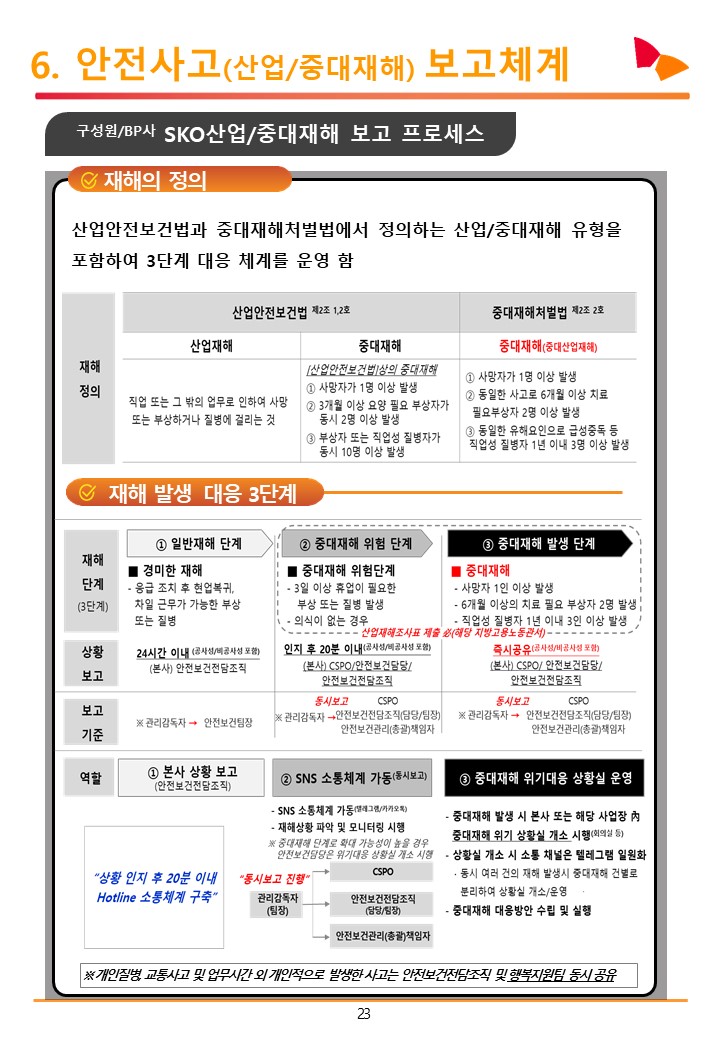 6. 안전사고(산업/중대재해) 보고체계
구성원/BP사 SKO산업/중대재해 보고 프로세스
재해의 정의
산업안전보건법과 중대재해처벌법에서 정의하는 산업/중대재해 유형을
포함하여 3단계 대응 체계를 운영 함
재해
정의
산업안전보건법 제2조 1,2호
중대재해처벌법 제2조 2호
산업재해
중대재해
중대재해(중대산업재해)
직업 또는 그 밖의 업무로 인하여 사망
또는 부상하거나 질병에 걸리는 것
[산업안전보건법]상의 중대재해
① 사망자가 1명 이상 발생
② 3개월 이상 요양 필요 부상자가
동시 2명 이상 발생
③ 부상자 또는 직업성 질병자가
동시 10명 이상 발생
① 사망자가 1명 이상 발생
② 동일한 사고로 6개월 이상 치료
필요부상자 2명 이상 발생
③ 동일한 유해요인으로 급성중독 등
직업성 질병자 1년 이내 3명 이상 발생
재해 발생 대응 3단계
재해
단계
(3단계)
① 일반재해 단계
② 중대재해 위험 단계
③ 중대재해 발생 단계
■ 경미한 재해
- 응급 조치 후 현업복귀,
차일 근무가 가능한 부상
또는 질병
■ 중대재해 위험단계
- 3일 이상 휴업이 필요한
부상 또는 질병 발생
- 의식이 없는 경우
■ 중대재해
- 사망자 1인 이상 발생
- 6개월 이상의 치료 필요 부상자 2명 발생
- 직업성 질병자 1년 이내 3인 이상 발생
산업재해조사표 제출 必(해당 지방고용노동관서)
상황
보고
24시간 이내 (공사성/비공사성 포함)
(본사) 안전보건전담조직
인지 후 20분 이내(공사성/비공사성 포함)
(본사) CSPO/안전보건담당/
안전보건전담조직
즉시공유(공사성/비공사성 포함)
(본사) CSPO/ 안전보건담당/
안전보건전담조직
보고
기준
※ 관리감독자 → 안전보건팀장
동시보고 CSPO
※ 관리감독자 →안전보건전담조직(담당/팀장)
안전보건관리(총괄)책임자
동시보고 CSPO
※ 관리감독자 → 안전보건전담조직(담당/팀장)
안전보건관리(총괄)책임자
역할
① 본사 상황 보고
(안전보건전담조직)
② SNS 소통체계 가동(동시보고)
③ 중대재해 위기대응 상황실 운영
“상황 인지 후 20분 이내
Hotline 소통체계 구축”
- SNS 소통체계 가동(텔레그램/카카오톡)
- 재해상황 파악 및 모니터링 시행
※ 중대재해 단계로 확대 가능성이 높을 경우
안전보건담당은 위기대응 상황실 개소 시행
“동시보고 진행”
관리감독자
(팀장)
CSPO
안전보건전담조직
(담당/팀장)
안전보건관리(총괄)책임자
- 중대재해 발생 시 본사 또는 해당 사업장 內
중대재해 위기 상황실 개소 시행(회의실 등)
- 상황실 개소 시 소통 채널은 텔레그램 일원화
· 동시 여러 건의 재해 발생시 중대재해 건별로
분리하여 상황실 개소/운영
- 중대재해 대응방안 수립 및 실행
※개인질병, 교통사고 및 업무시간 외 개인적으로 발생한 사고는 안전보건전담조직 및 행복지원팀 동시 공유
23